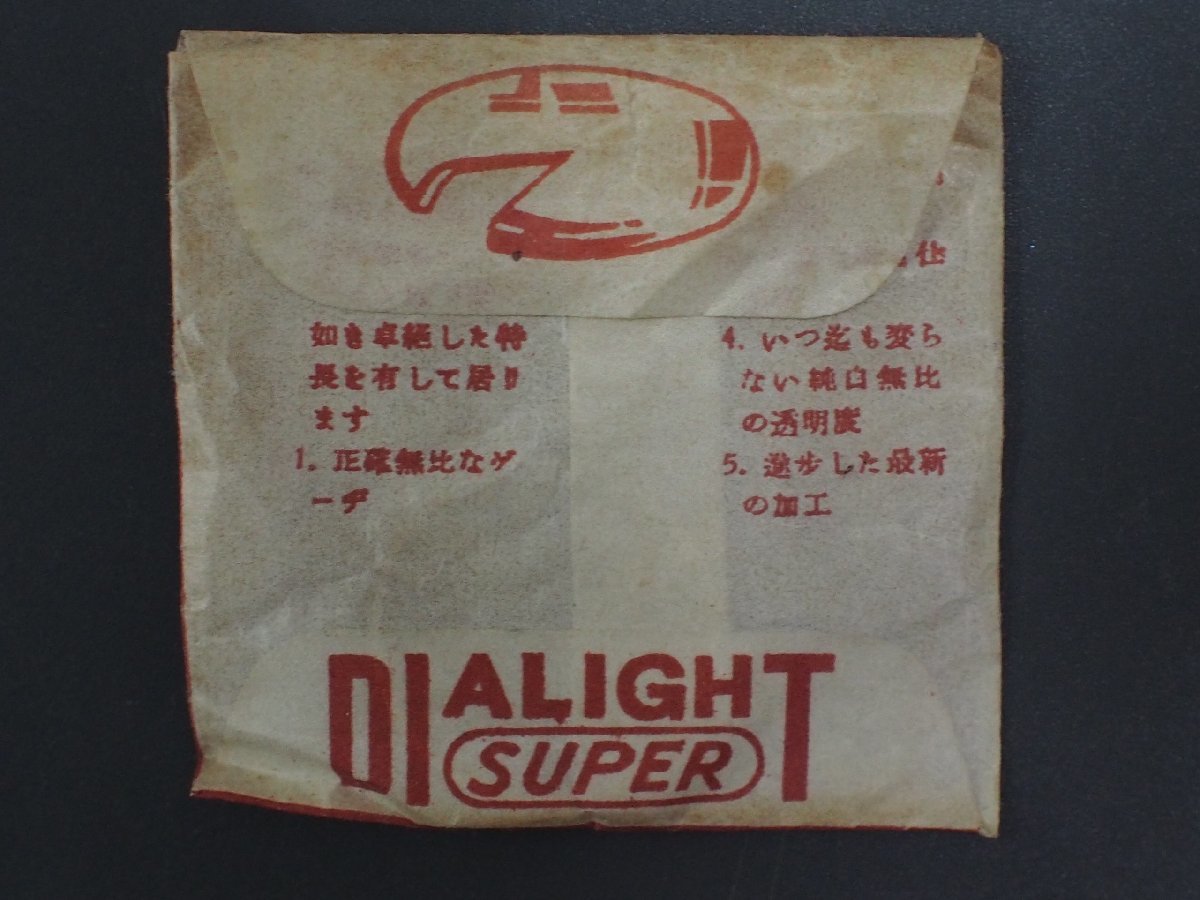 如き卓絶した特
長を有して居り
ます
1. 正確無比なゲ
ーヂ
仕
4. いつ迄も変ら
ない純白無比
の透明度
5. 進歩した最新
の加工
DIALIGHT
SUPER